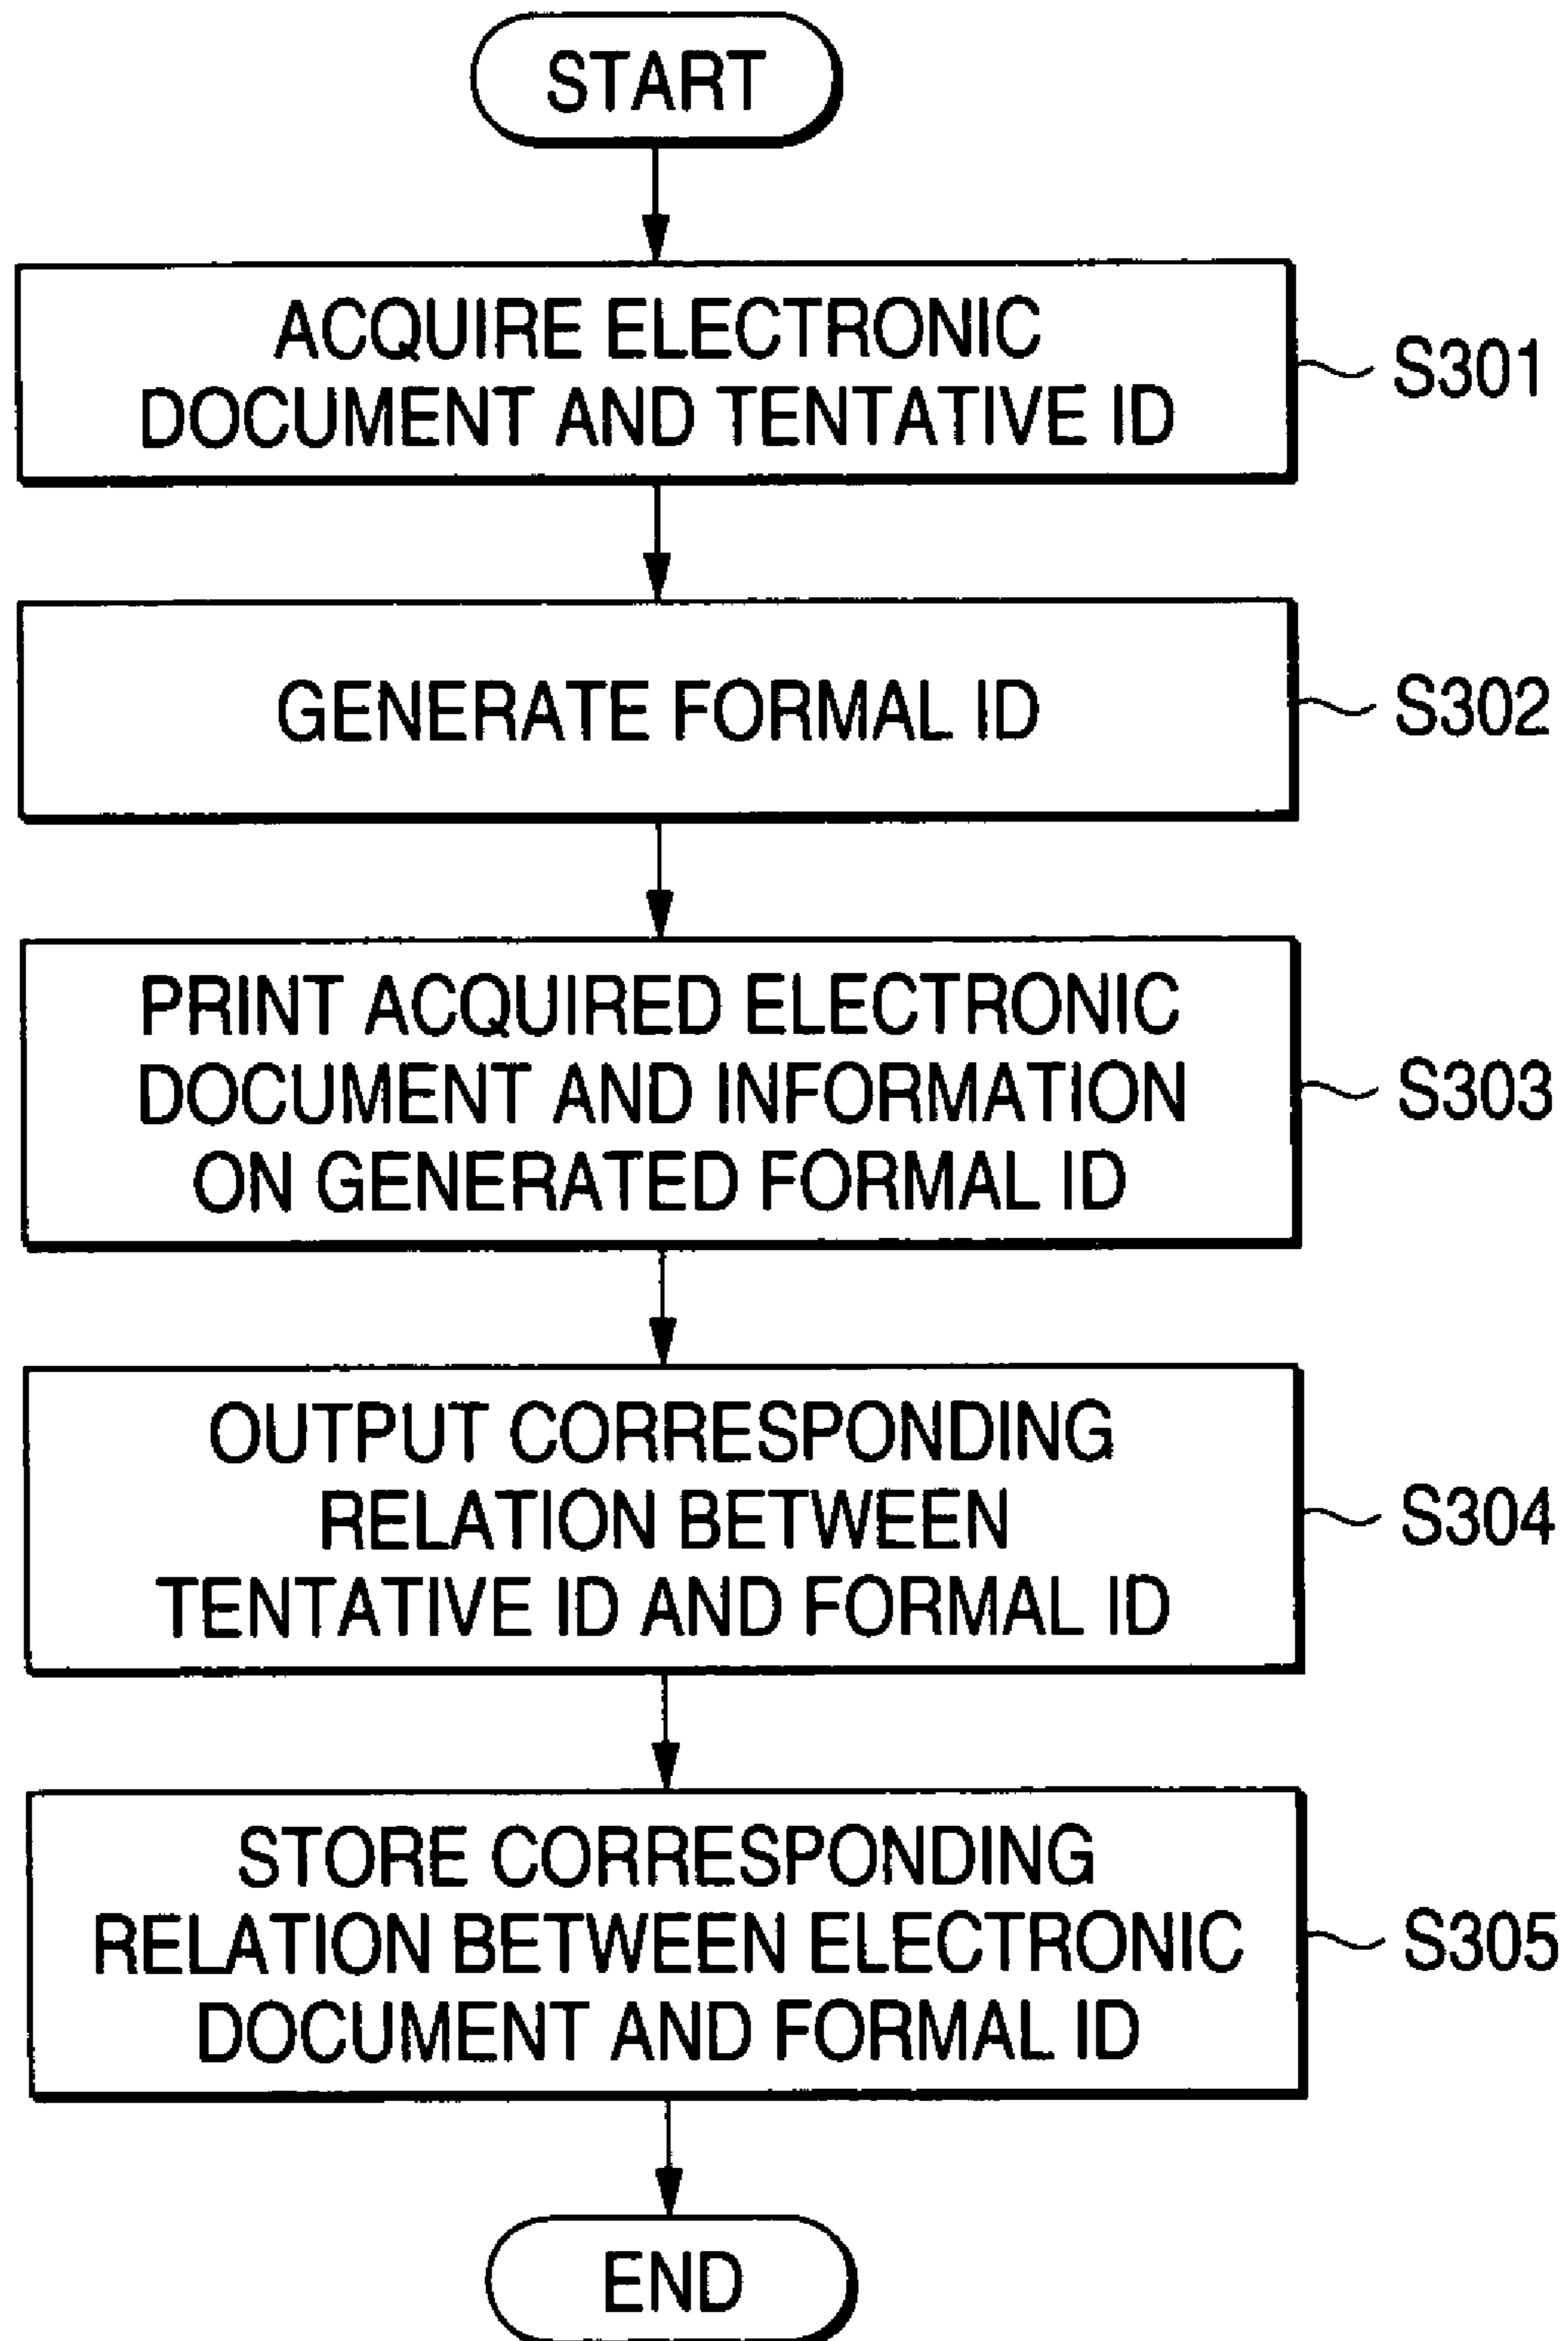 START
ACQUIRE ELECTRONIC
DOCUMENT AND TENTATIVE ID
S301
GENERATE FORMAL ID
S302
PRINT ACQUIRED ELECTRONIC
DOCUMENT AND INFORMATION
ON GENERATED FORMAL ID
S303
OUTPUT CORRESPONDING
RELATION BETWEEN
TENTATIVE ID AND FORMAL ID
S304
STORE CORRESPONDING
RELATION BETWEEN ELECTRONIC
DOCUMENT AND FORMAL ID
S305
END